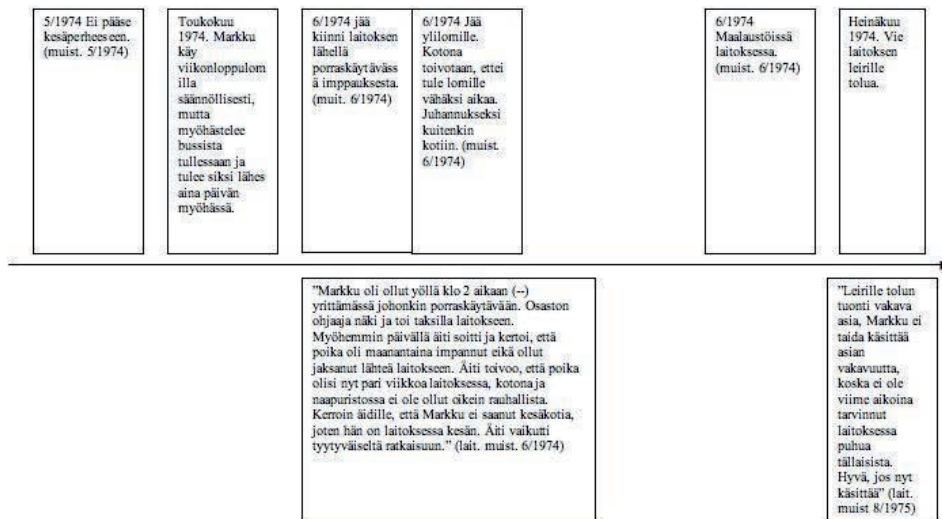 5/1974 Ei pääse
kesäperheeseen.
(muist. 5/1974)
Toukokuu
1974. Markku
käy
viikonloppulom
illa
säännöllisesti,
mutta
myöhästelee
bussista
tullessaan ja
tulee siksi lähes
aina päivän
myöhässä.
6/1974 jää
kiinni laitoksen
lähellä
porraskäytäväss
ä imppauksesta.
(muit. 6/1974)
6/1974 Jää
ylilomille.
Kotona
toivotaan, ettei
tule lomille
vähäksi aikaa.
Juhannukseksi
kuitenkin
kotiin. (muist.
6/1974)
6/1974
Maalaustöissä
laitoksessa.
(muist. 6/1974)
Heinäkuu
1974. Vie
laitoksen
leirille
tolua.
"Markku oli ollut yöllä klo 2 aikaan (--)
yrittämässä johonkin porraskäytävään. Osaston
ohjaaja näki ja toi taksilla laitokseen.
Myöhemmin päivällä äiti soitti ja kertoi, että
poika oli maanantaina impannut eikä ollut
jaksanut lähteä laitokseen. Äiti toivoo, että poika
olisi nyt pari viikkoa laitoksessa, kotona ja
naapuristossa ei ole ollut oikein rauhallista.
Kerroin äidille, että Markku ei saanut kesäkotia,
joten hän on laitoksessa kesän. Äiti vaikutti
tyytyväiseltä ratkaisuun." (lait. muist. 6/1974)
"Leirille tolun
tuonti vakava
asia, Markku ei
taida käsittää
asian
vakavuutta,
koska ei ole
viime aikoina
tarvinnut
laitoksessa
puhua
tällaisista.
Hyvä, jos nyt
käsittää" (lait.
muist 8/1975)